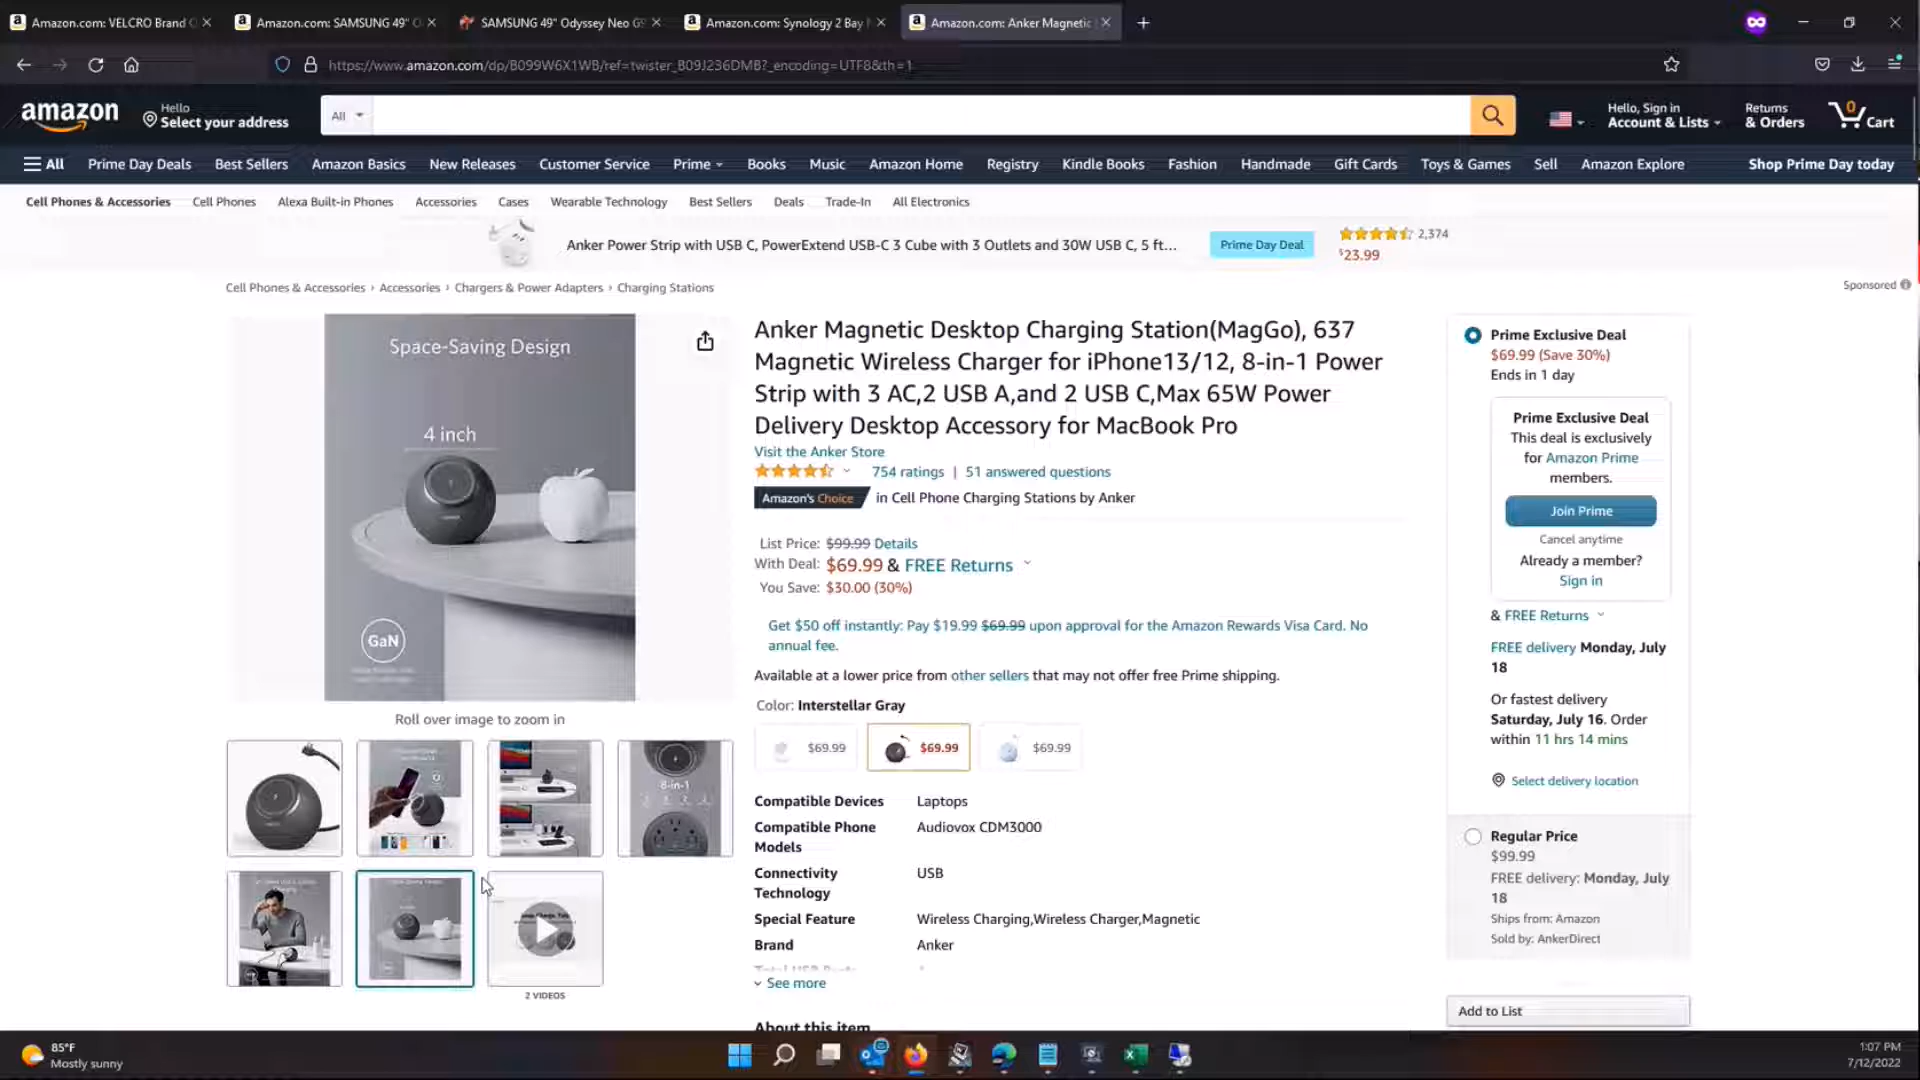 Amazon.com: VELCRO Brand
Amazon.com: SAMSUNG 49"
SAMSUNG 49" Odyssey Neo G9
Amazon.com: Synology 2 Bay
Amazon.com: Anker Magnetic
https://www.amazon.com/dp/B099W6X1WB/ref=twister_B09J236DMB?_encoding=UTF8&th=1
amazon
Hello
Select your address
All
Hello, Sign in
Account & Lists
Returns
& Orders
0
Cart
All
Prime Day Deals
Best Sellers
Amazon Basics
New Releases
Customer Service
Prime
Books
Music
Amazon Home
Registry
Kindle Books
Fashion
Handmade
Gift Cards
Toys & Games
Sell
Amazon Explore
Shop Prime Day today
Cell Phones & Accessories
Cell Phones
Alexa Built-in Phones
Accessories
Cases
Wearable Technology
Best Sellers
Deals
Trade-In
All Electronics
Anker Power Strip with USB C, PowerExtend USB-C 3 Cube with 3 Outlets and 30W USB C, 5 ft...
Prime Day Deal
2,374
$23.99
Sponsored
Cell Phones & Accessories › Accessories › Chargers & Power Adapters › Charging Stations
Space-Saving Design
4 inch
GaN
Roll over image to zoom in
8-in-1
2 VIDEOS
Anker Magnetic Desktop Charging Station(MagGo), 637
Magnetic Wireless Charger for iPhone13/12, 8-in-1 Power
Strip with 3 AC,2 USB A,and 2 USB C,Max 65W Power
Delivery Desktop Accessory for MacBook Pro
Visit the Anker Store
754 ratings | 51 answered questions
Amazon's Choice in Cell Phone Charging Stations by Anker
List Price: $99.99 Details
With Deal: $69.99 & FREE Returns
You Save: $30.00 (30%)
Get $50 off instantly: Pay $19.99 $69.99 upon approval for the Amazon Rewards Visa Card. No
annual fee.
Available at a lower price from other sellers that may not offer free Prime shipping.
Color: Interstellar Gray
$69.99
$69.99
$69.99
Compatible Devices Laptops
Compatible Phone Audiovox CDM3000
Models
Connectivity USB
Technology
Special Feature Wireless Charging,Wireless Charger,Magnetic
Brand Anker
See more
About this item
Prime Exclusive Deal
$69.99 (Save 30%)
Ends in 1 day
Prime Exclusive Deal
This deal is exclusively
for Amazon Prime
members.
Join Prime
Cancel anytime
Already a member?
Sign in
& FREE Returns
FREE delivery Monday, July
18
Or fastest delivery
Saturday, July 16. Order
within 11 hrs 14 mins
Select delivery location
Regular Price
$99.99
FREE delivery: Monday, July
18
Ships from: Amazon
Sold by: AnkerDirect
Add to List
85°F
Mostly sunny
1:07 PM
7/12/2022